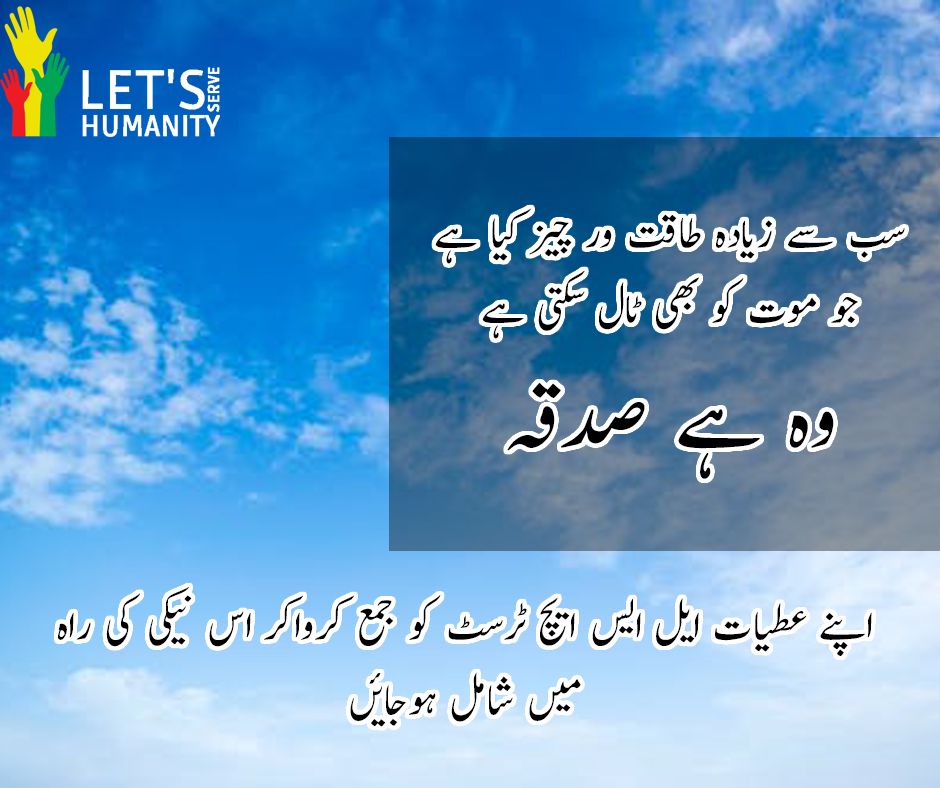 LET'S SERVE
HUMANITY
سب سے زیادہ طاقت ور چیز کیا ہے
جو موت کو بھی ٹال سکتی ہے
وہ ہے صدقہ
اپنے عطیات ایل ایس ایچ ٹرسٹ کو جمع کرواکر اس نیکی کی راہ
میں شامل ہوجائیں